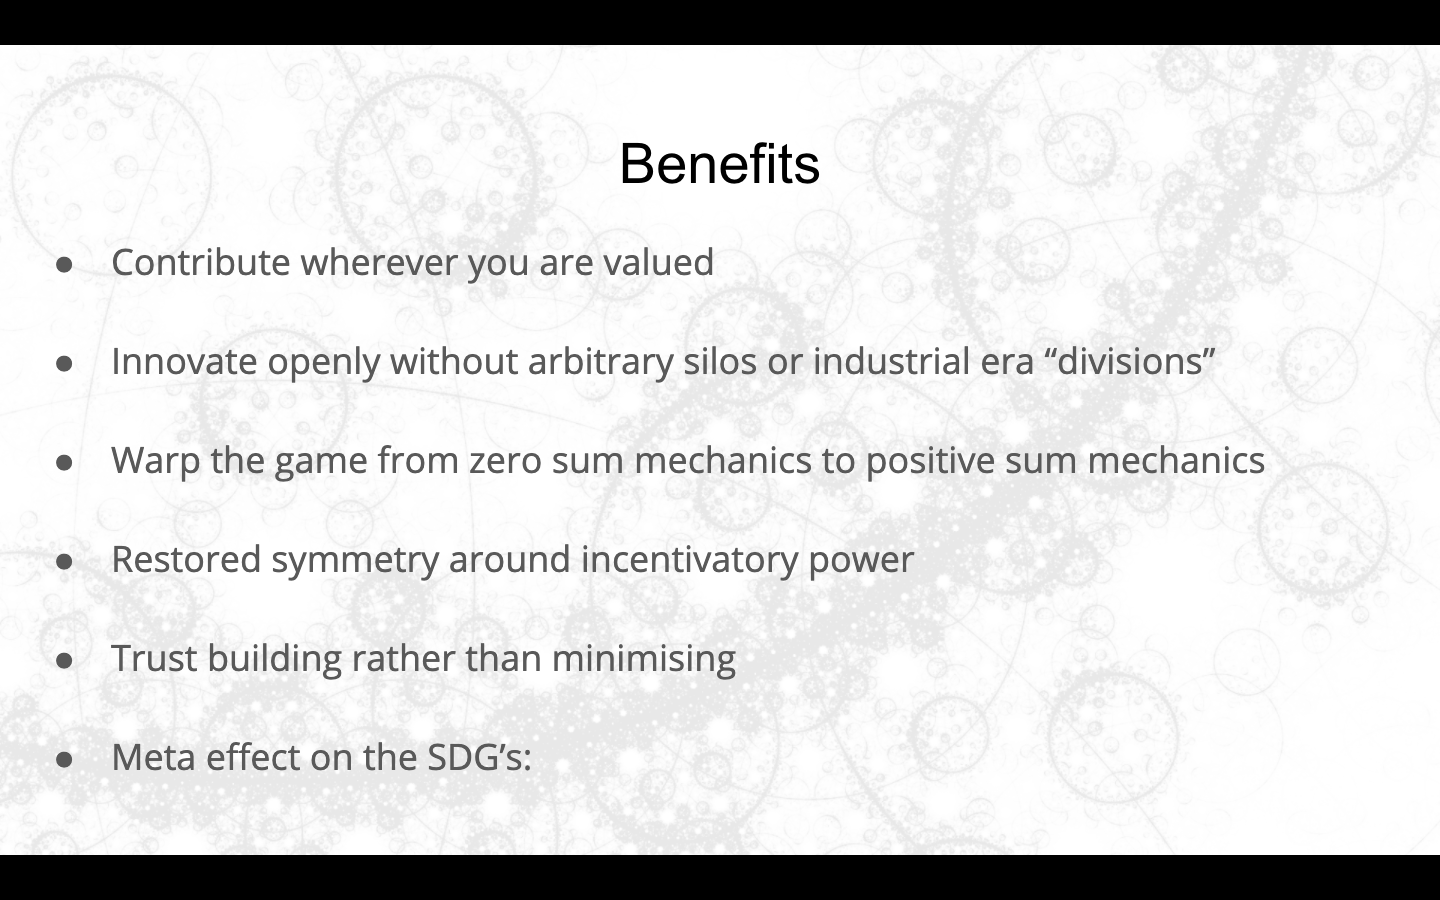 Benefits
● Contribute wherever you are valued
● Innovate openly without arbitrary silos or industrial era “divisions”
● Warp the game from zero sum mechanics to positive sum mechanics
● Restored symmetry around incentivatory power
● Trust building rather than minimising
● Meta effect on the SDG’s: